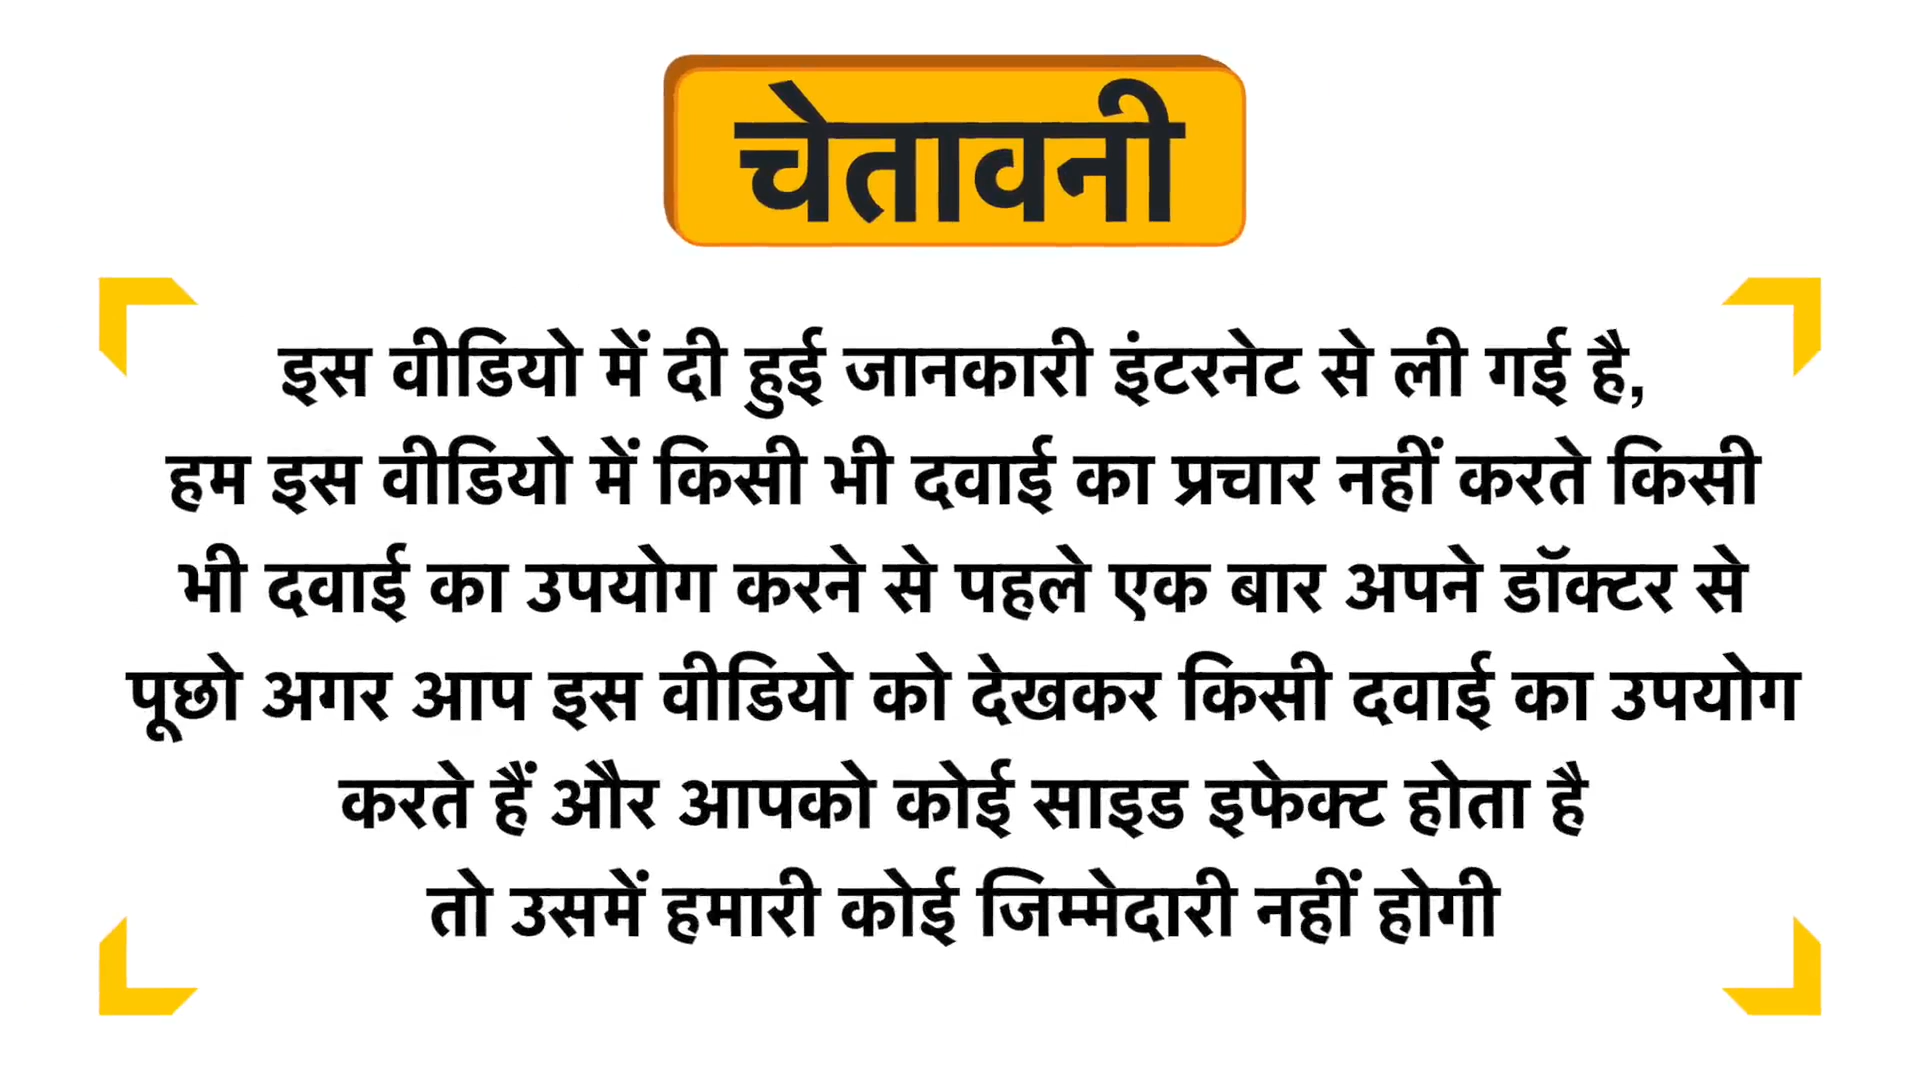 चेतावनी
इस वीडियो में दी हुई जानकारी इंटरनेट से ली गई है,
हम इस वीडियो में किसी भी दवाई का प्रचार नहीं करते किसी
भी दवाई का उपयोग करने से पहले एक बार अपने डॉक्टर से
पूछो अगर आप इस वीडियो को देखकर किसी दवाई का उपयोग
करते हैं और आपको कोई साइड इफेक्ट होता है
तो उसमें हमारी कोई जिम्मेदारी नहीं होगी